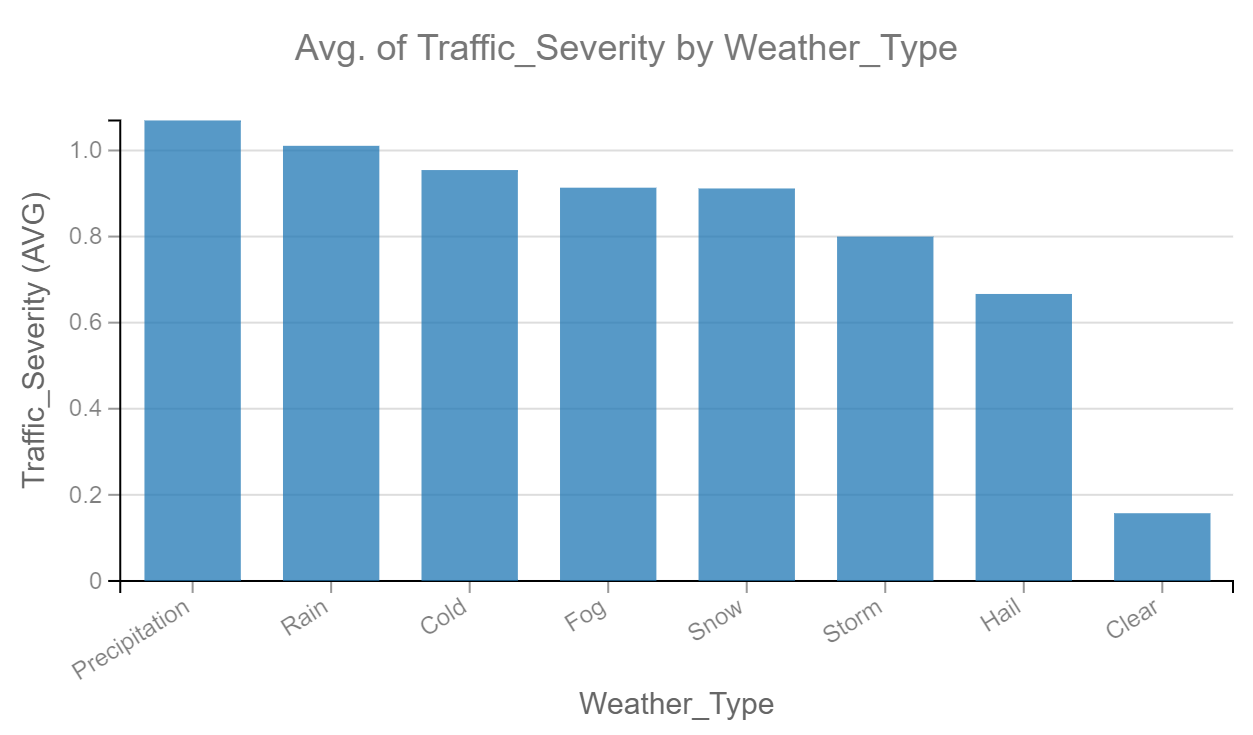 Avg. of Traffic_Severity by Weather_Type
Traffic_Severity (AVG)
1.0
0.8
0.6
0.4
0.2
0
Precipitation
Rain
Cold
Fog
Snow
Storm
Hail
Clear
Weather_Type